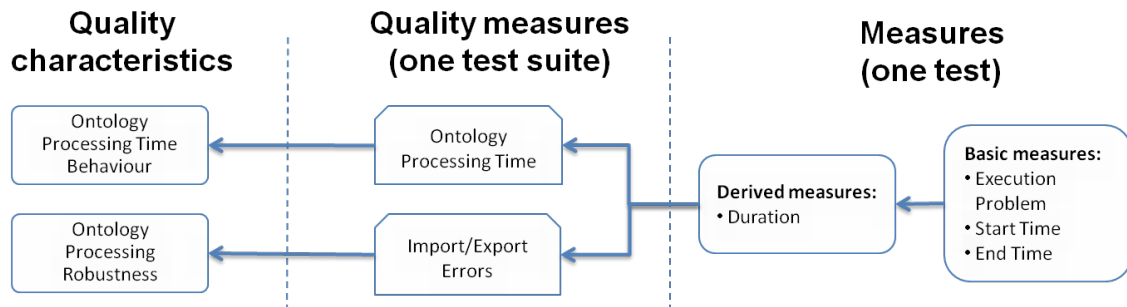 Quality
characteristics
Quality measures
(one test suite)
Measures
(one test)
Ontology
Processing Time
Behaviour
Ontology
Processing
Robustness
Ontology
Processing Time
Import/Export
Errors
Derived measures:
• Duration
Basic measures:
• Execution
Problem
• Start Time
• End Time